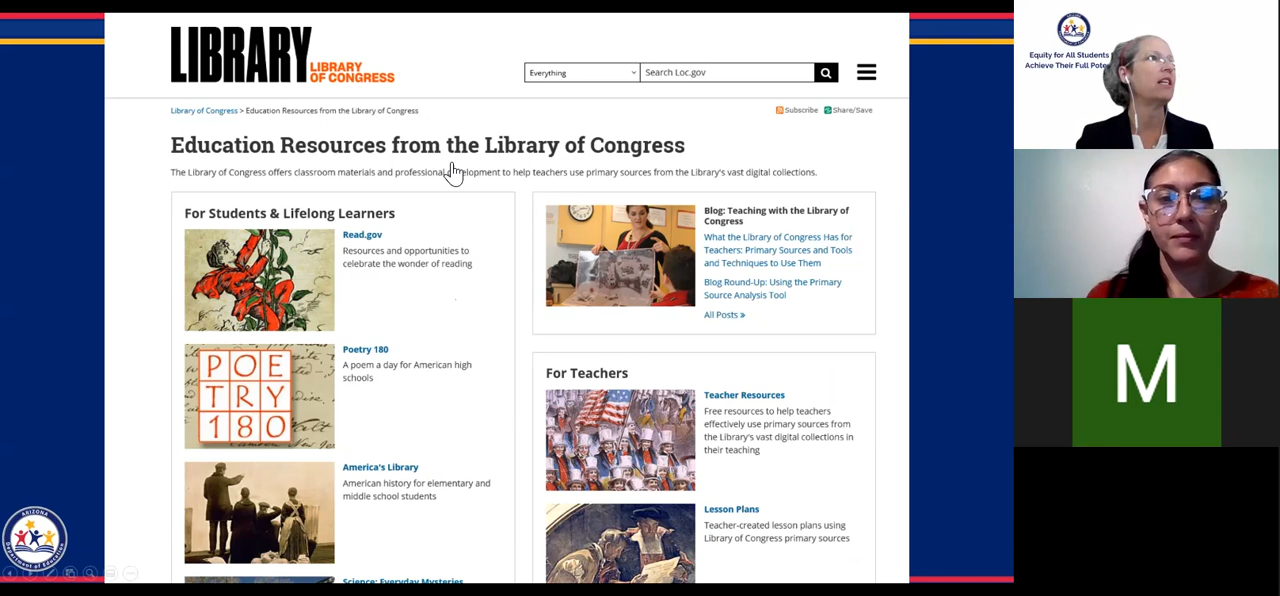 LIBRARY
LIBRARY
OF CONGRESS
Everything
Search Loc.gov
Library of Congress > Education Resources from the Library of Congress
Subscribe
Share/Save
Education Resources from the Library of Congress
The Library of Congress offers classroom materials and professional development to help teachers use primary sources from the Library's vast digital collections.
For Students & Lifelong Learners
Read.gov
Resources and opportunities to
celebrate the wonder of reading
POE
TRY
180
Poetry 180
A poem a day for American high
schools
America's Library
American history for elementary and
middle school students
Science: Everyday Mysteries
Blog: Teaching with the Library of
Congress
What the Library of Congress Has for
Teachers: Primary Sources and Tools
and Techniques to Use Them
Blog Round-Up: Using the Primary
Source Analysis Tool
All Posts »
For Teachers
Teacher Resources
Free resources to help teachers
effectively use primary sources from
the Library's vast digital collections in
their teaching
Lesson Plans
Teacher-created lesson plans using
Library of Congress primary sources
ARIZONA
Department of Education
Equity for All Students
Achieve Their Full
M